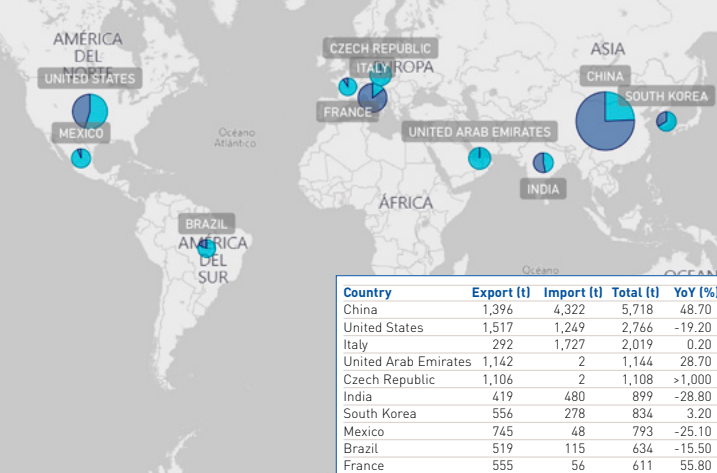 AMÉRICA
DEL
NORTE
UNITED STATES
MEXICO
Océano
Atlántico
CZECH REPUBLIC
ITALY
EUROPA
FRANCE
ASIA
CHINA
SOUTH KOREA
UNITED ARAB EMIRATES
INDIA
ÁFRICA
BRAZIL
AMÉRICA
DEL
SUR
Océano
OCEAN
Country Export (t) Import (t) Total (t) YoY (%)
China 1,396 4,322 5,718 48.70
United States 1,517 1,249 2,766 -19.20
Italy 292 1,727 2,019 0.20
United Arab Emirates 1,142 2 1,144 28.70
Czech Republic 1,106 2 1,108 >1,000
India 419 480 899 -28.80
South Korea 556 278 834 3.20
Mexico 745 48 793 -25.10
Brazil 519 115 634 -15.50
France 555 56 611 55.80